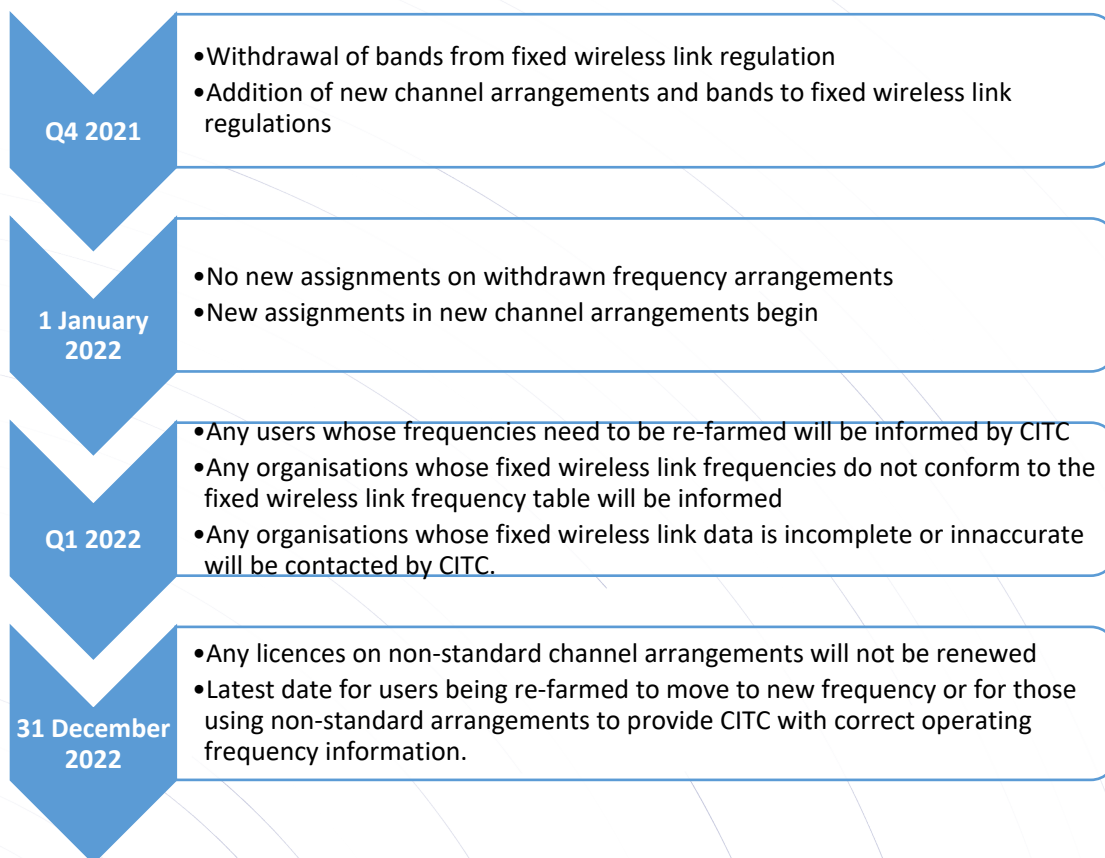 Q4 2021
•Withdrawal of bands from fixed wireless link regulation
•Addition of new channel arrangements and bands to fixed wireless link
regulations
1 January
2022
•No new assignments on withdrawn frequency arrangements
•New assignments in new channel arrangements begin
Q1 2022
•Any users whose frequencies need to be re-farmed will be informed by CITC
•Any organisations whose fixed wireless link frequencies do not conform to the
fixed wireless link frequency table will be informed
•Any organisations whose fixed wireless link data is incomplete or innaccurate
will be contacted by CITC.
31 December
2022
•Any licences on non-standard channel arrangements will not be renewed
•Latest date for users being re-farmed to move to new frequency or for those
using non-standard arrangements to provide CITC with correct operating
frequency information.